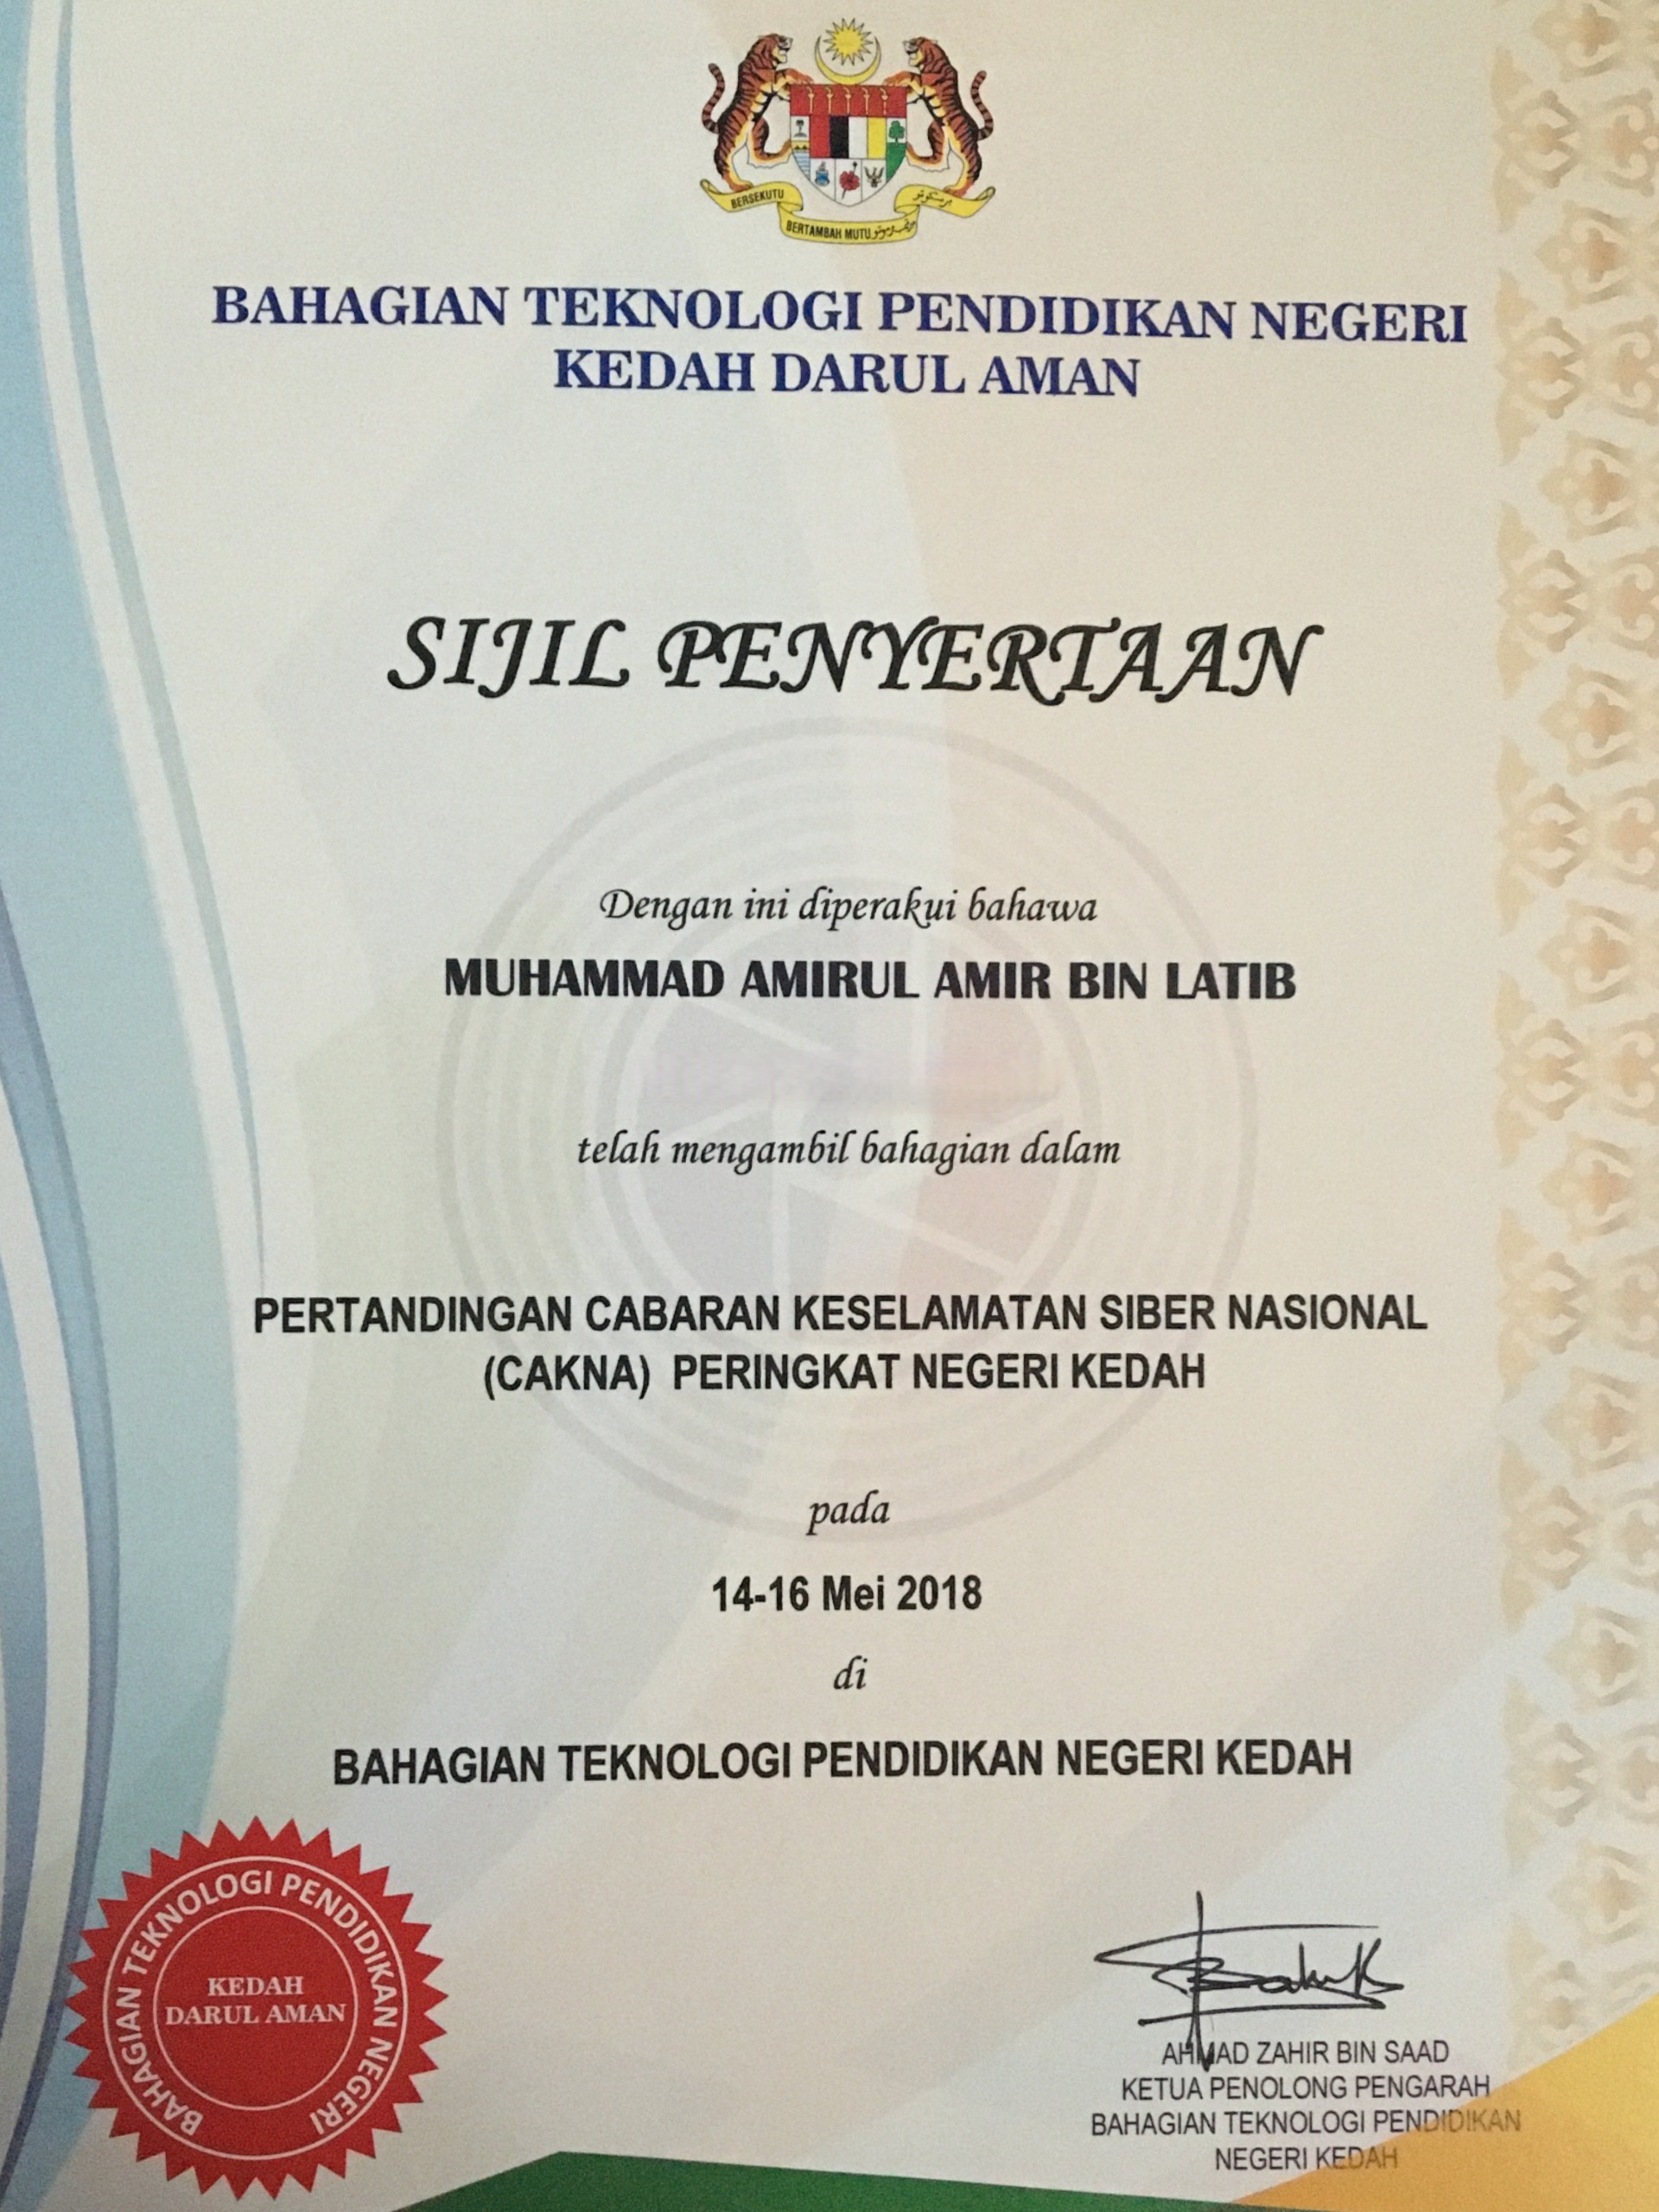 BERSEKUTU
BERTAMBAH MUTU
BAHAGIAN TEKNOLOGI PENDIDIKAN NEGERI
KEDAH DARUL AMAN
SIJIL PENYERTAAN
Dengan ini diperakui bahawa
MUHAMMAD AMIRUL AMIR BIN LATIB
telah mengambil bahagian dalam
PERTANDINGAN CABARAN KESELAMATAN SIBER NASIONAL
(CAKNA) PERINGKAT NEGERI KEDAH
pada
14-16 Mei 2018
di
BAHAGIAN TEKNOLOGI PENDIDIKAN NEGERI KEDAH
BAHAGIAN TEKNOLOGI PENDIDIKAN NEGERI
KEDAH
DARUL AMAN
AHMAD ZAHIR BIN SAAD
KETUA PENOLONG PENGARAH
BAHAGIAN TEKNOLOGI PENDIDIKAN
NEGERI KEDAH